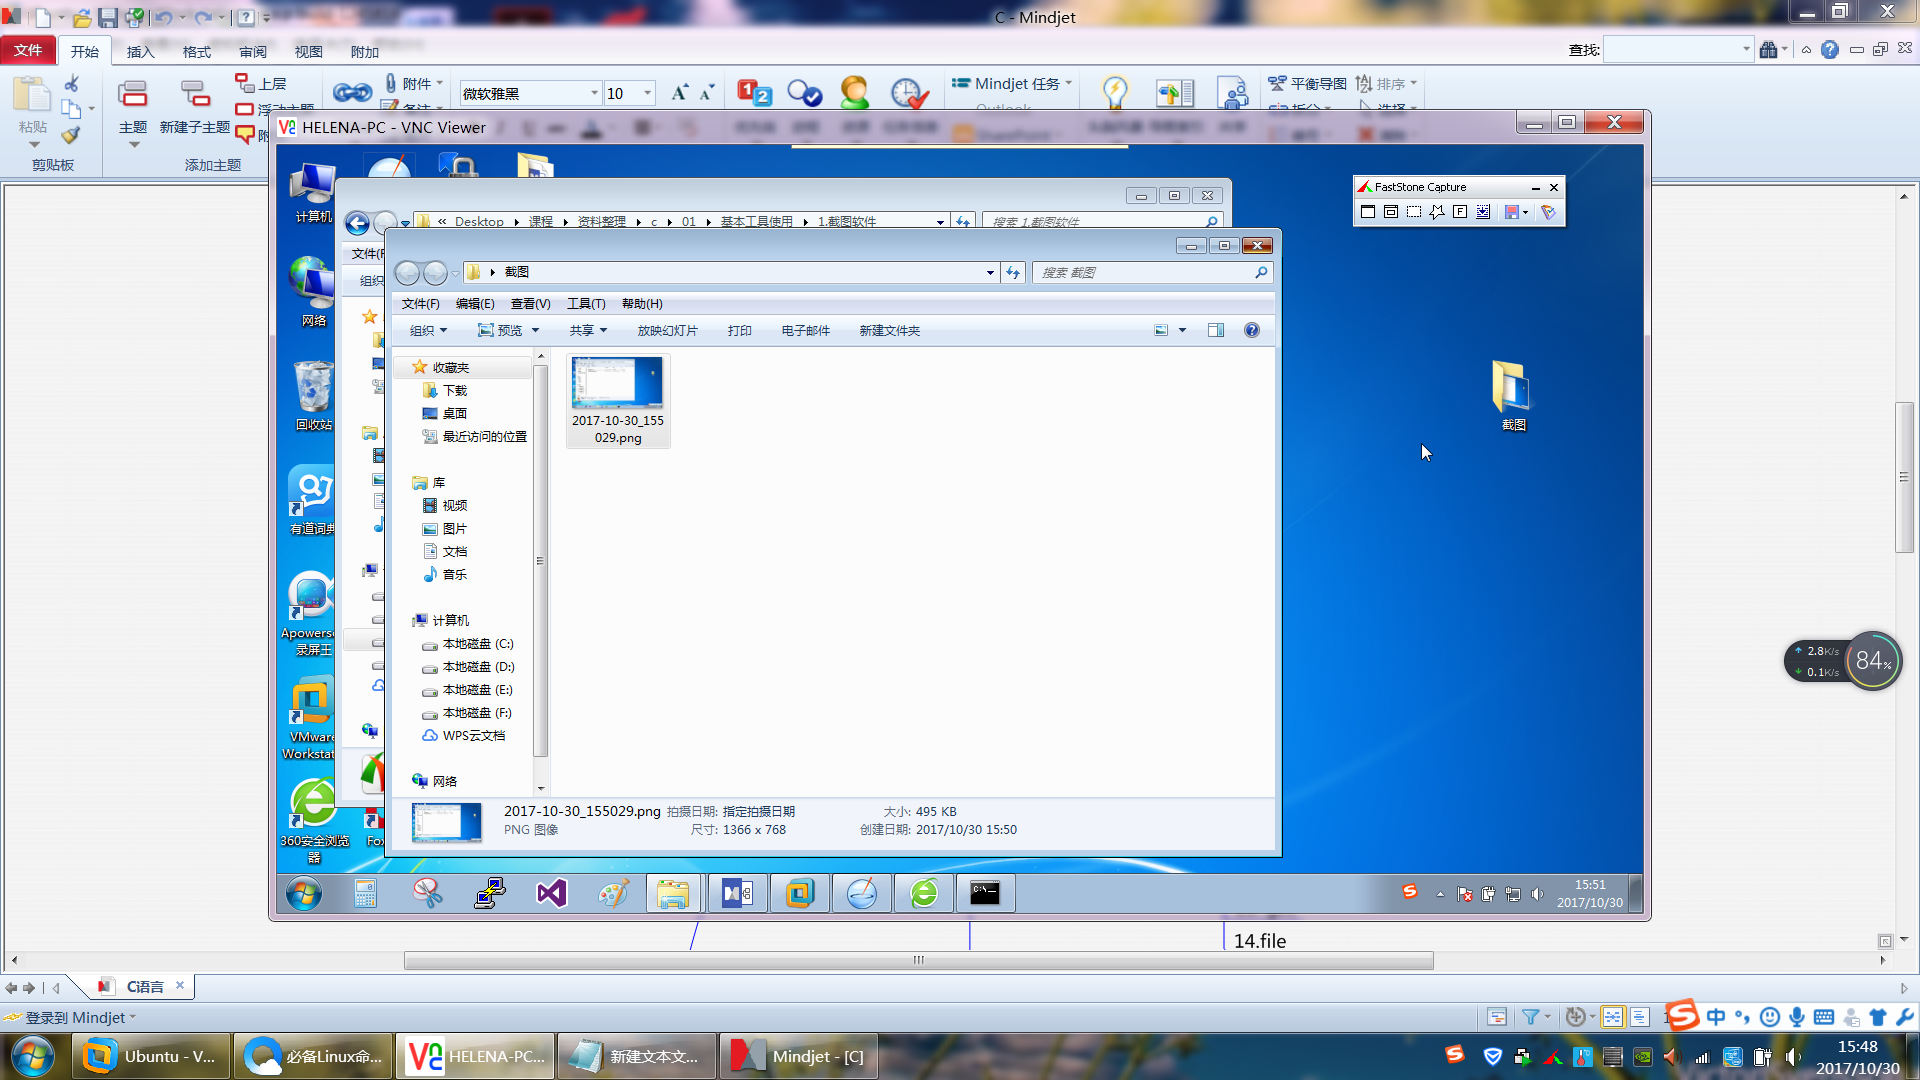 C - Mindjet
文件
开始
插入
格式
审阅
视图
附加
查找:
粘贴
剪贴板
主题
新建子主题
上层
浮动主题
添加主题
附件
微软雅黑
10
Mindjet 任务
Outlook
SharePoint
平衡导图
排序
选择
HELENA-PC - VNC Viewer
计算机
网络
回收站
有道词典
录屏王
VMware
360安全浏览
器
« Desktop 课程 资料整理 c 01 基本工具使用 1.截图软件
搜索 1.截图软件
FastStone Capture
截图
搜索 截图
文件(F)
编辑(E)
查看(V)
工具(T)
帮助(H)
组织
预览
共享
放映幻灯片
打印
电子邮件
新建文件夹
收藏夹
下载
桌面
最近访问的位置
库
视频
图片
文档
音乐
计算机
本地磁盘 (C:)
本地磁盘 (D:)
本地磁盘 (E:)
本地磁盘 (F:)
WPS云文档
网络
2017-10-30_155
029.png
截图
2017-10-30_155029.png 拍摄日期: 指定拍摄日期 大小: 495 KB
PNG 图像 尺寸: 1366 x 768 创建日期: 2017/10/30 15:50
15:51
2017/10/30
2.8K/s
0.1K/s
84%
14.file
C语言
登录到 Mindjet
中
Ubuntu - V...
必备Linux命...
HELENA-PC...
新建文本文...
Mindjet - [C]
15:48
2017/10/30